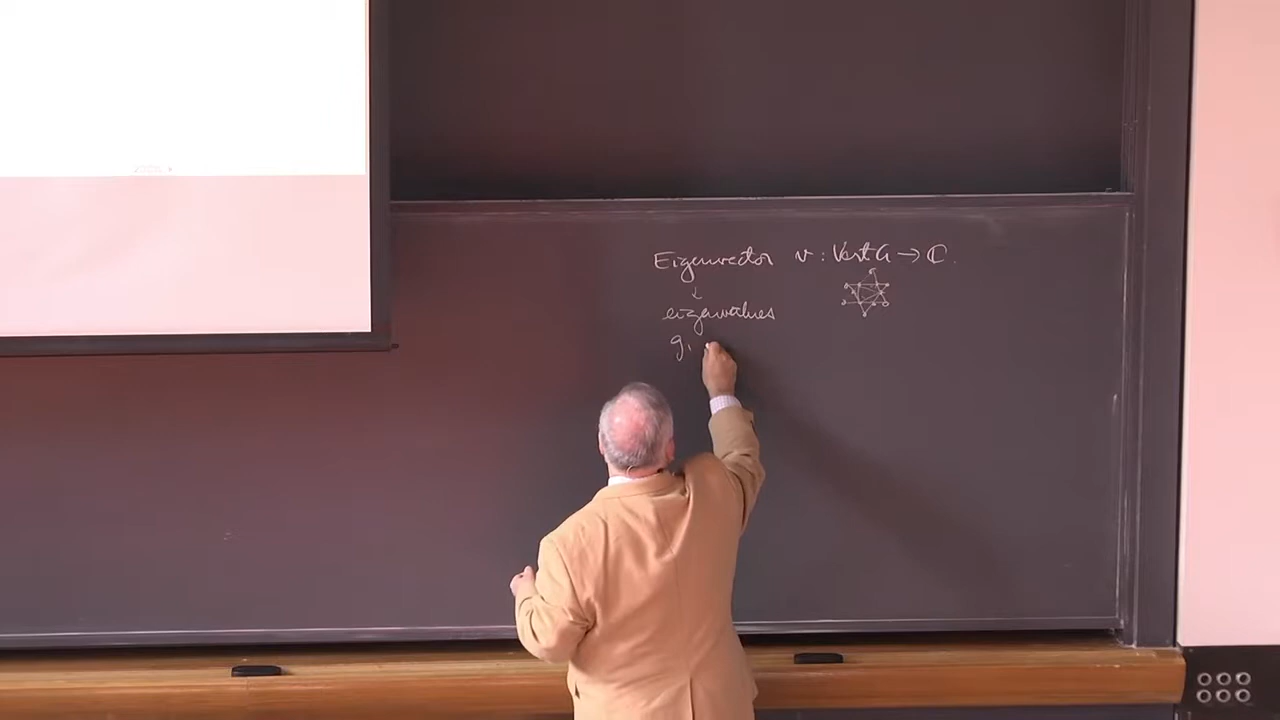 Eigenvector v : Vert G → ℂ.
↓
eigenvalues
g,